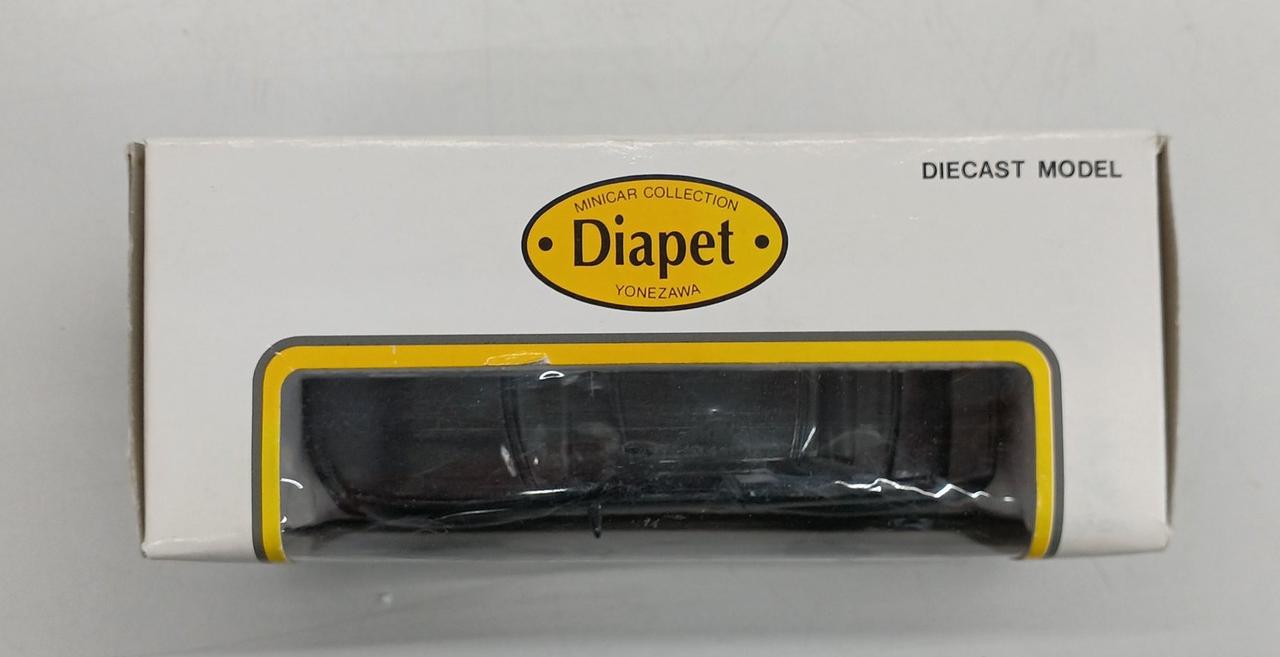 DIECAST MODEL
MINICAR COLLECTION
• Diapet •
YONEZAWA